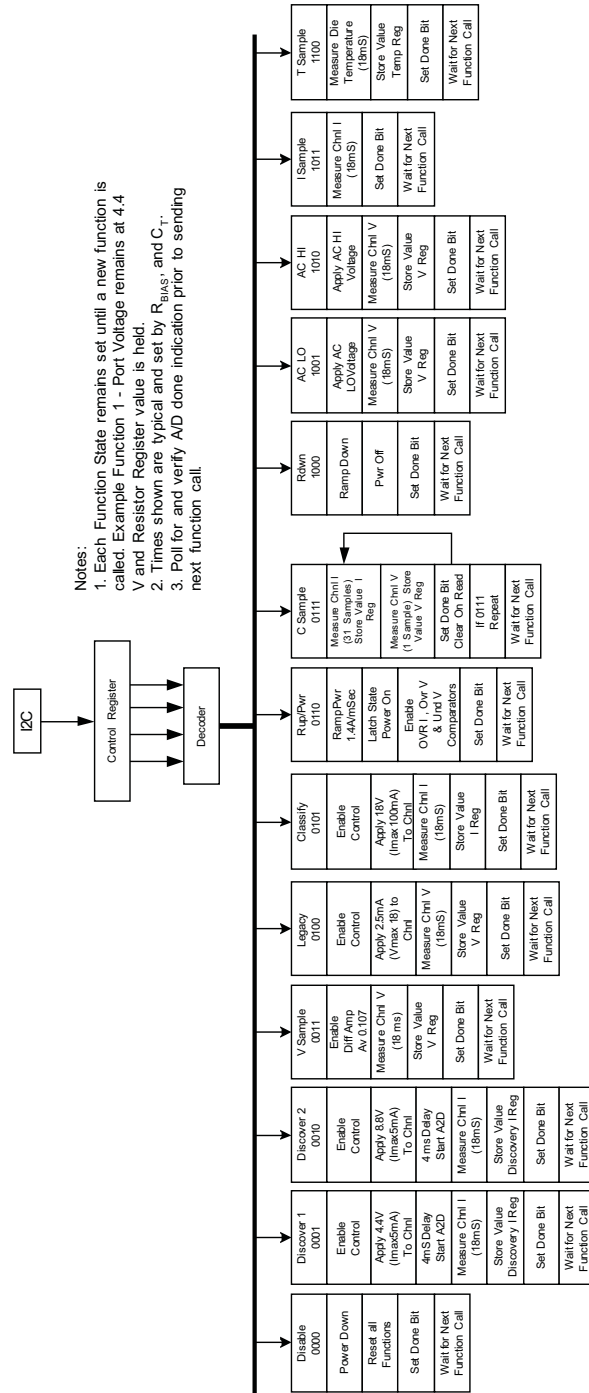 I2C
Control Register
Decoder
Notes:
1. Each Function State remains set until a new function is
called. Example Function 1 - Port Voltage remains at 4.4
V and Resistor Register value is held.
2. Times shown are typical and set by RBIAS, and CT.
3. Poll for and verify A/D done indication prior to sending
next function call.
Disable
0000
Power Down
Reset all
Functions
Set Done Bit
Wait for Next
Function Call
Discover 1
0001
Enable
Control
Apply 4.4V
(Imax5mA)
To Chnl
4mS Delay
Start A2D
Measure Chnl I
(18mS)
Store Value
Discovery I Reg
Set Done Bit
Wait for Next
Function Call
Discover 2
0010
Enable
Control
Apply 8.8V
(Imax5mA)
To Chnl
4 ms Delay
Start A2D
Measure Chnl I
(18mS)
Store Value
Discovery I Reg
Set Done Bit
Wait for Next
Function Call
V Sample
0011
Enable
Diff Amp
Av 0.107
Measure Chnl V
(18 ms)
Store Value
V Reg
Set Done Bit
Wait for Next
Function Call
Legacy
0100
Enable
Control
Apply 2.5mA
(Vmax 18) to
Chnl
Measure Chnl V
(18mS)
Store Value
V Reg
Set Done Bit
Wait for Next
Function Call
Classify
0101
Enable
Control
Apply 18V
(Imax100mA)
To Chnl
Measure Chnl I
(18mS)
Store Value
I Reg
Set Done Bit
Wait for Next
Function Call
Rup/Pwr
0110
Ramp Pwr
1.4A/mSec
Latch State
Power On
Enable
OVR I , Ovr V
& Und V
Comparators
Set Done Bit
Wait for Next
Function Call
C Sample
0111
Measure Chnl I
(31 Samples)
Store Value I
Reg
Measure Chnl V
(1 Sample) Store
Value V Reg
Set Done Bit
Clear On Read
If 0111
Repeat
Wait for Next
Function Call
Rdwn
1000
Ramp Down
Pwr Off
Set Done Bit
Wait for Next
Function Call
AC LO
1001
Apply AC
LO Voltage
Measure Chnl V
(18mS)
Store Value
V Reg
Set Done Bit
Wait for Next
Function Call
AC HI
1010
Apply AC HI
Voltage
Measure Chnl V
(18mS)
Store Value
V Reg
Set Done Bit
Wait for Next
Function Call
I Sample
1011
Measure Chnl I
(18mS)
Set Done Bit
Wait for Next
Function Call
T Sample
1100
Measure Die
Temperature
(18mS)
Store Value
Temp Reg
Set Done Bit
Wait for Next
Function Call